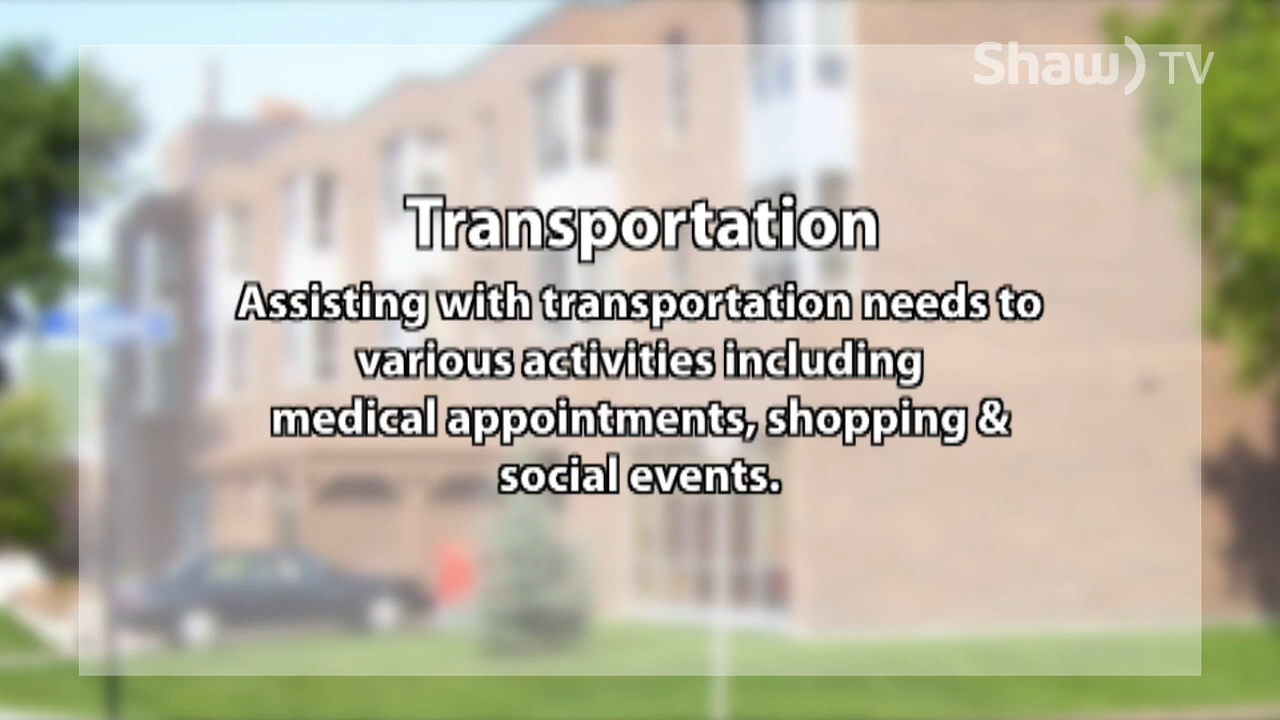 Shaw) TV
Transportation
Assisting with transportation needs to
various activities including
medical appointments, shopping &
social events.